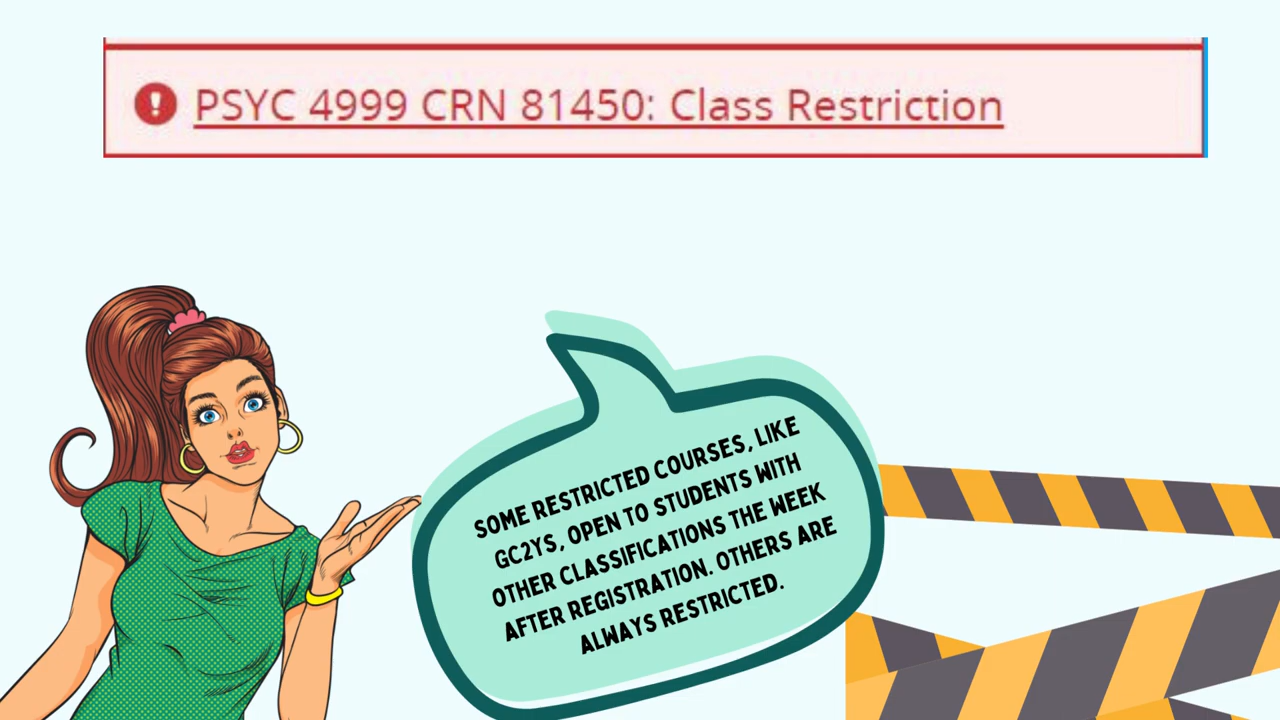 PSYC 4999 CRN 81450: Class Restriction
SOME RESTRICTED COURSES, LIKE
GC2YS, OPEN TO STUDENTS WITH
OTHER CLASSIFICATIONS THE WEEK
AFTER REGISTRATION. OTHERS ARE
ALWAYS RESTRICTED.